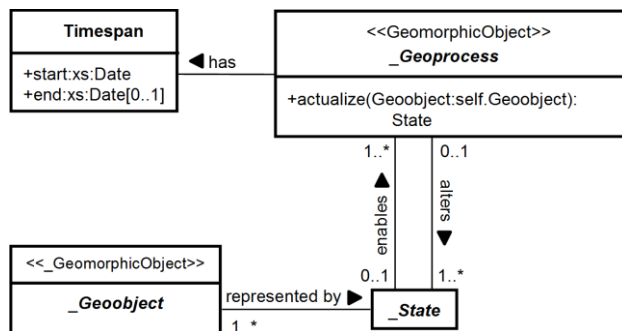 Timespan
+start:xs:Date
+end:xs:Date[0..1]
has
<<GeomorphicObject>>
_Geoprocess
+actualize(Geoobject:self.Geoobject):
State
1..*
0..1
enables
alters
0..1
1..*
<<_GeomorphicObject>>
_Geoobject
represented by
1..*
_State